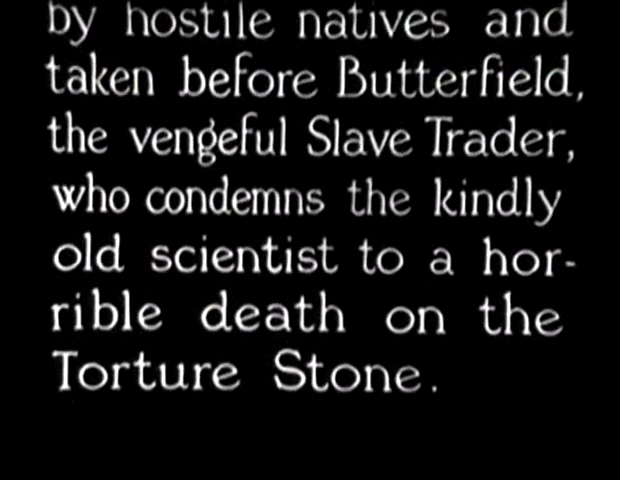 by hostile natives and
taken before Butterfield,
the vengeful Slave Trader,
who condemns the kindly
old scientist to a hor-
rible death on the
Torture Stone.